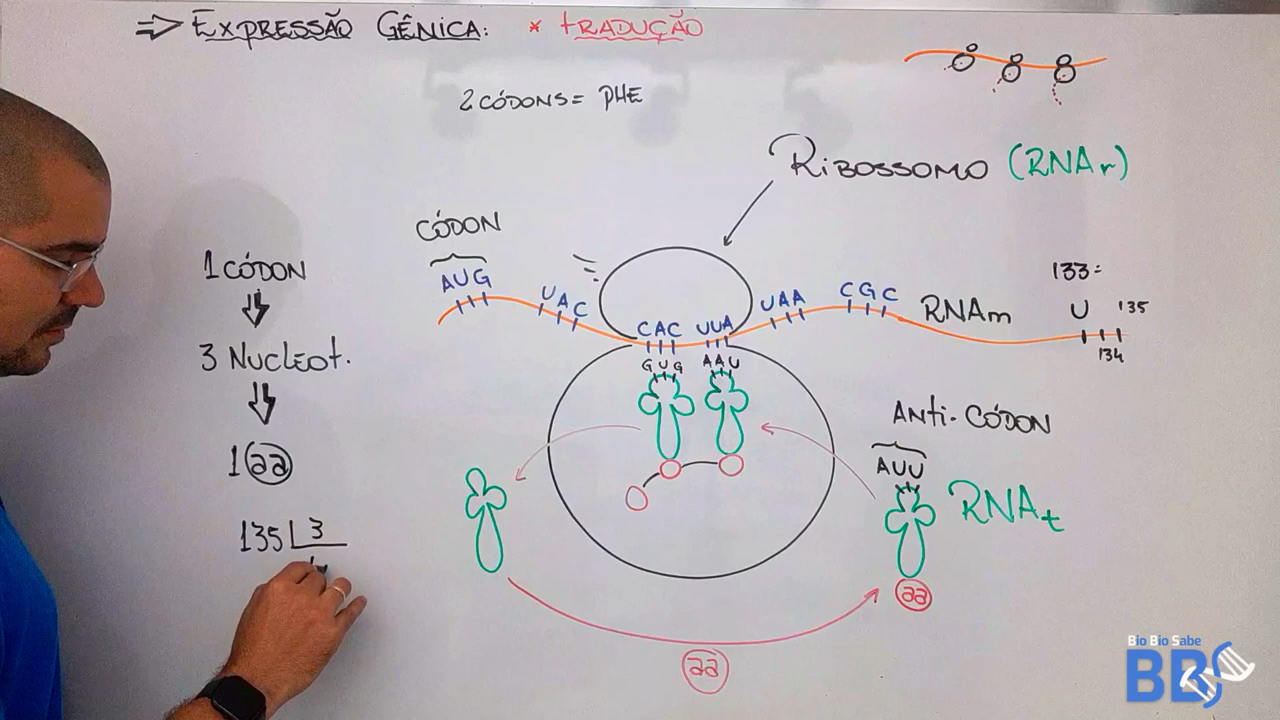 ⇒ EXPRESSÃO GÊNICA: * tRADUÇÃO
2 CÓDONS = PHE
RIBOSSOMO (RNAr)
CÓDON
AUG
UAC
CAC
UUA
UAA
CGC
RNAm
133=
U
135
134
GUG
AAU
1 CÓDON
3 NUCLEOT.
1 aa
135 3
ANTI-CÓDON
AUU
RNAt
aa
aa
Bio Bio Sabe
BBS